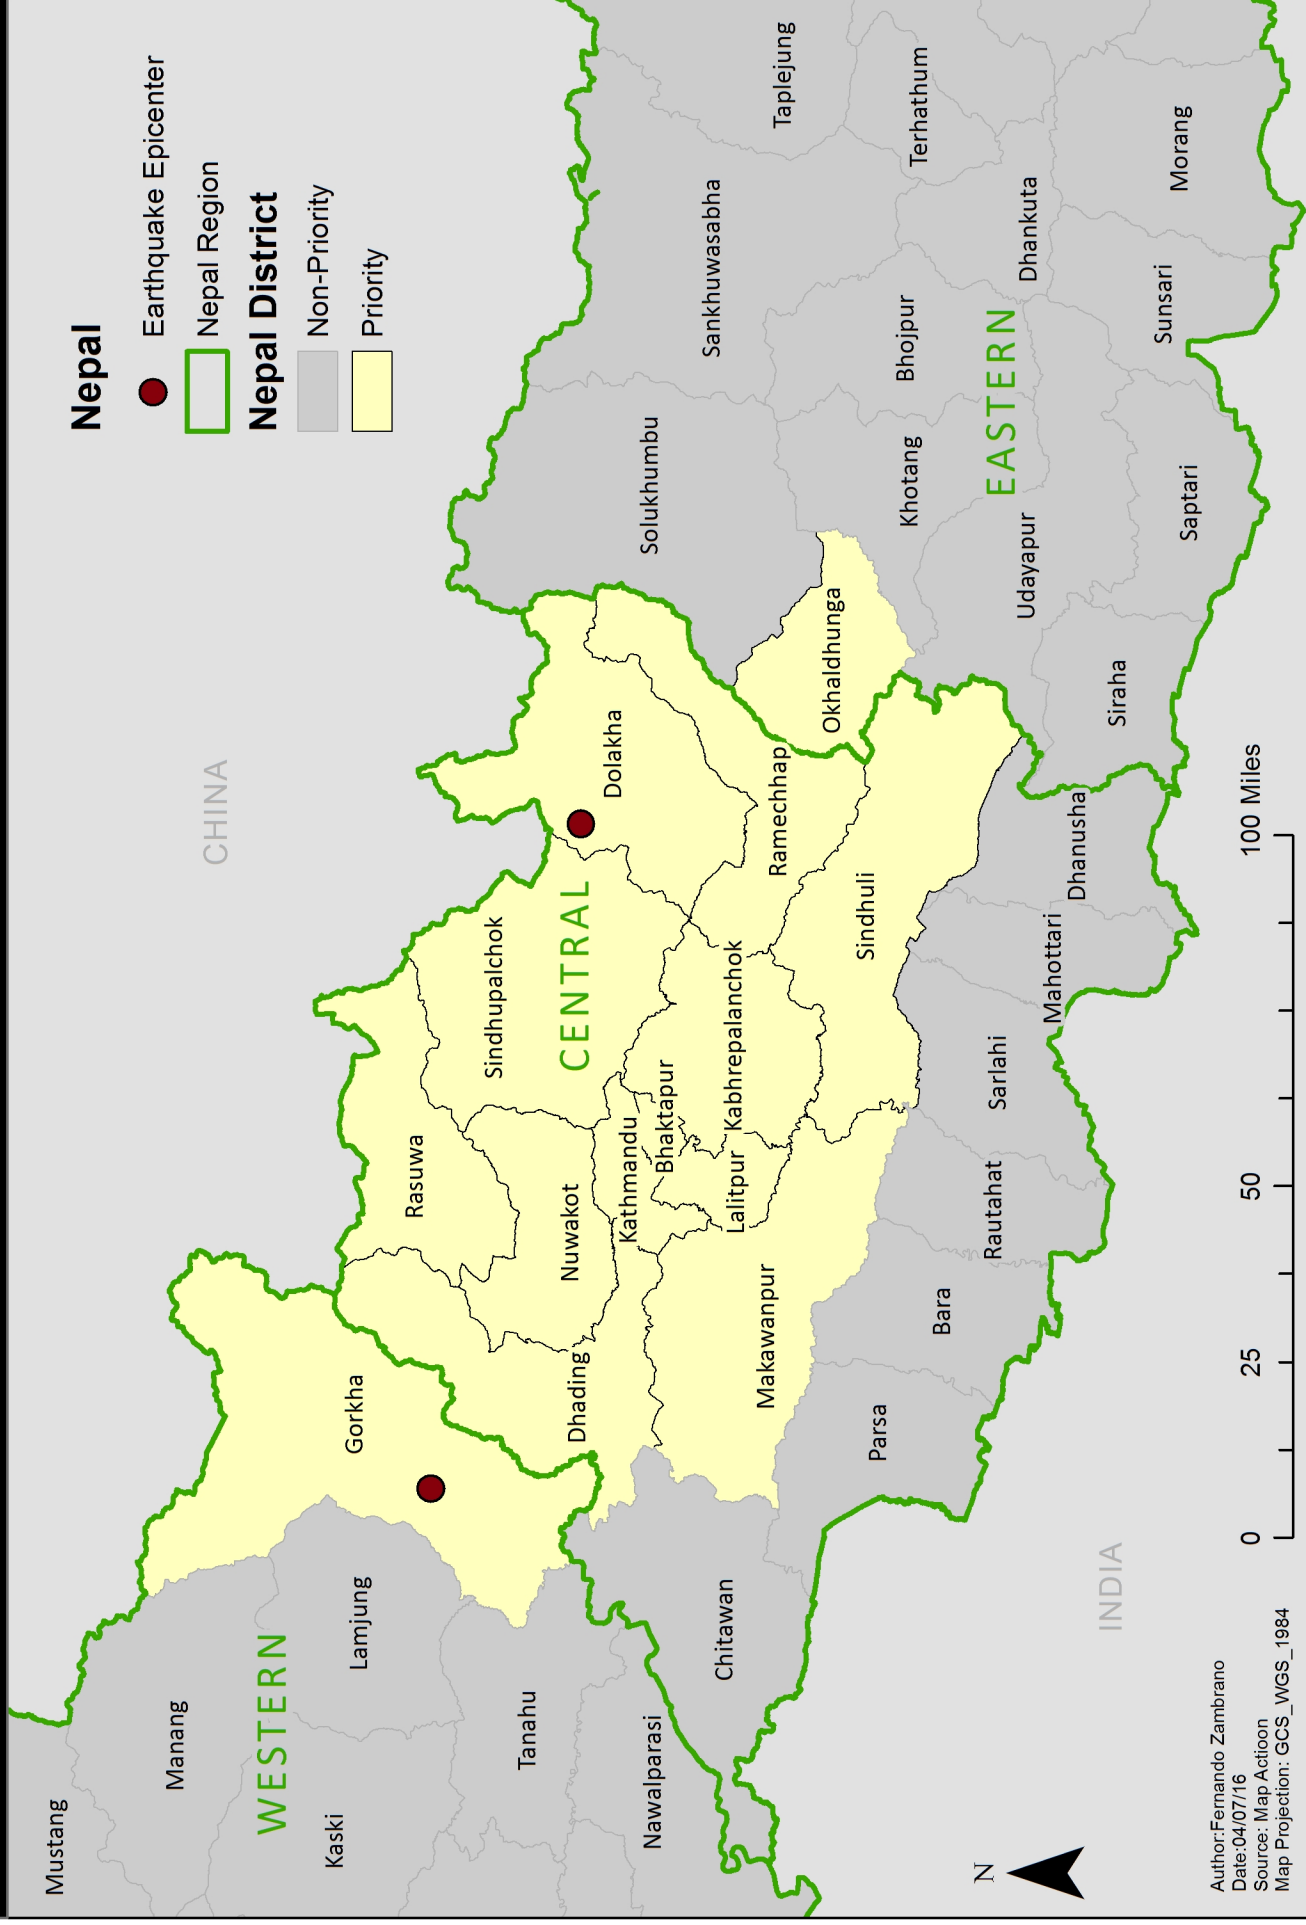 Nepal
Earthquake Epicenter
Nepal Region
Nepal District
Non-Priority
Priority
CHINA
INDIA
WESTERN
CENTRAL
EASTERN
Mustang
Manang
Kaski
Lamjung
Tanahu
Nawalparasi
Gorkha
Chitawan
Dhading
Rasuwa
Nuwakot
Sindhupalchok
Kathmandu
Bhaktapur
Lalitpur
Kabhrepalanchok
Makawanpur
Parsa
Bara
Rautahat
Sarlahi
Mahottari
Dhanusha
Sindhuli
Ramechhap
Dolakha
Okhaldhunga
Solukhumbu
Sankhuwasabha
Taplejung
Terhathum
Bhojpur
Khotang
Dhankuta
Udayapur
Siraha
Saptari
Sunsari
Morang
N
0 25 50 100 Miles
Author:Fernando Zambrano
Date:04/07/16
Source: Map Actioon
Map Projection: GCS_WGS_1984